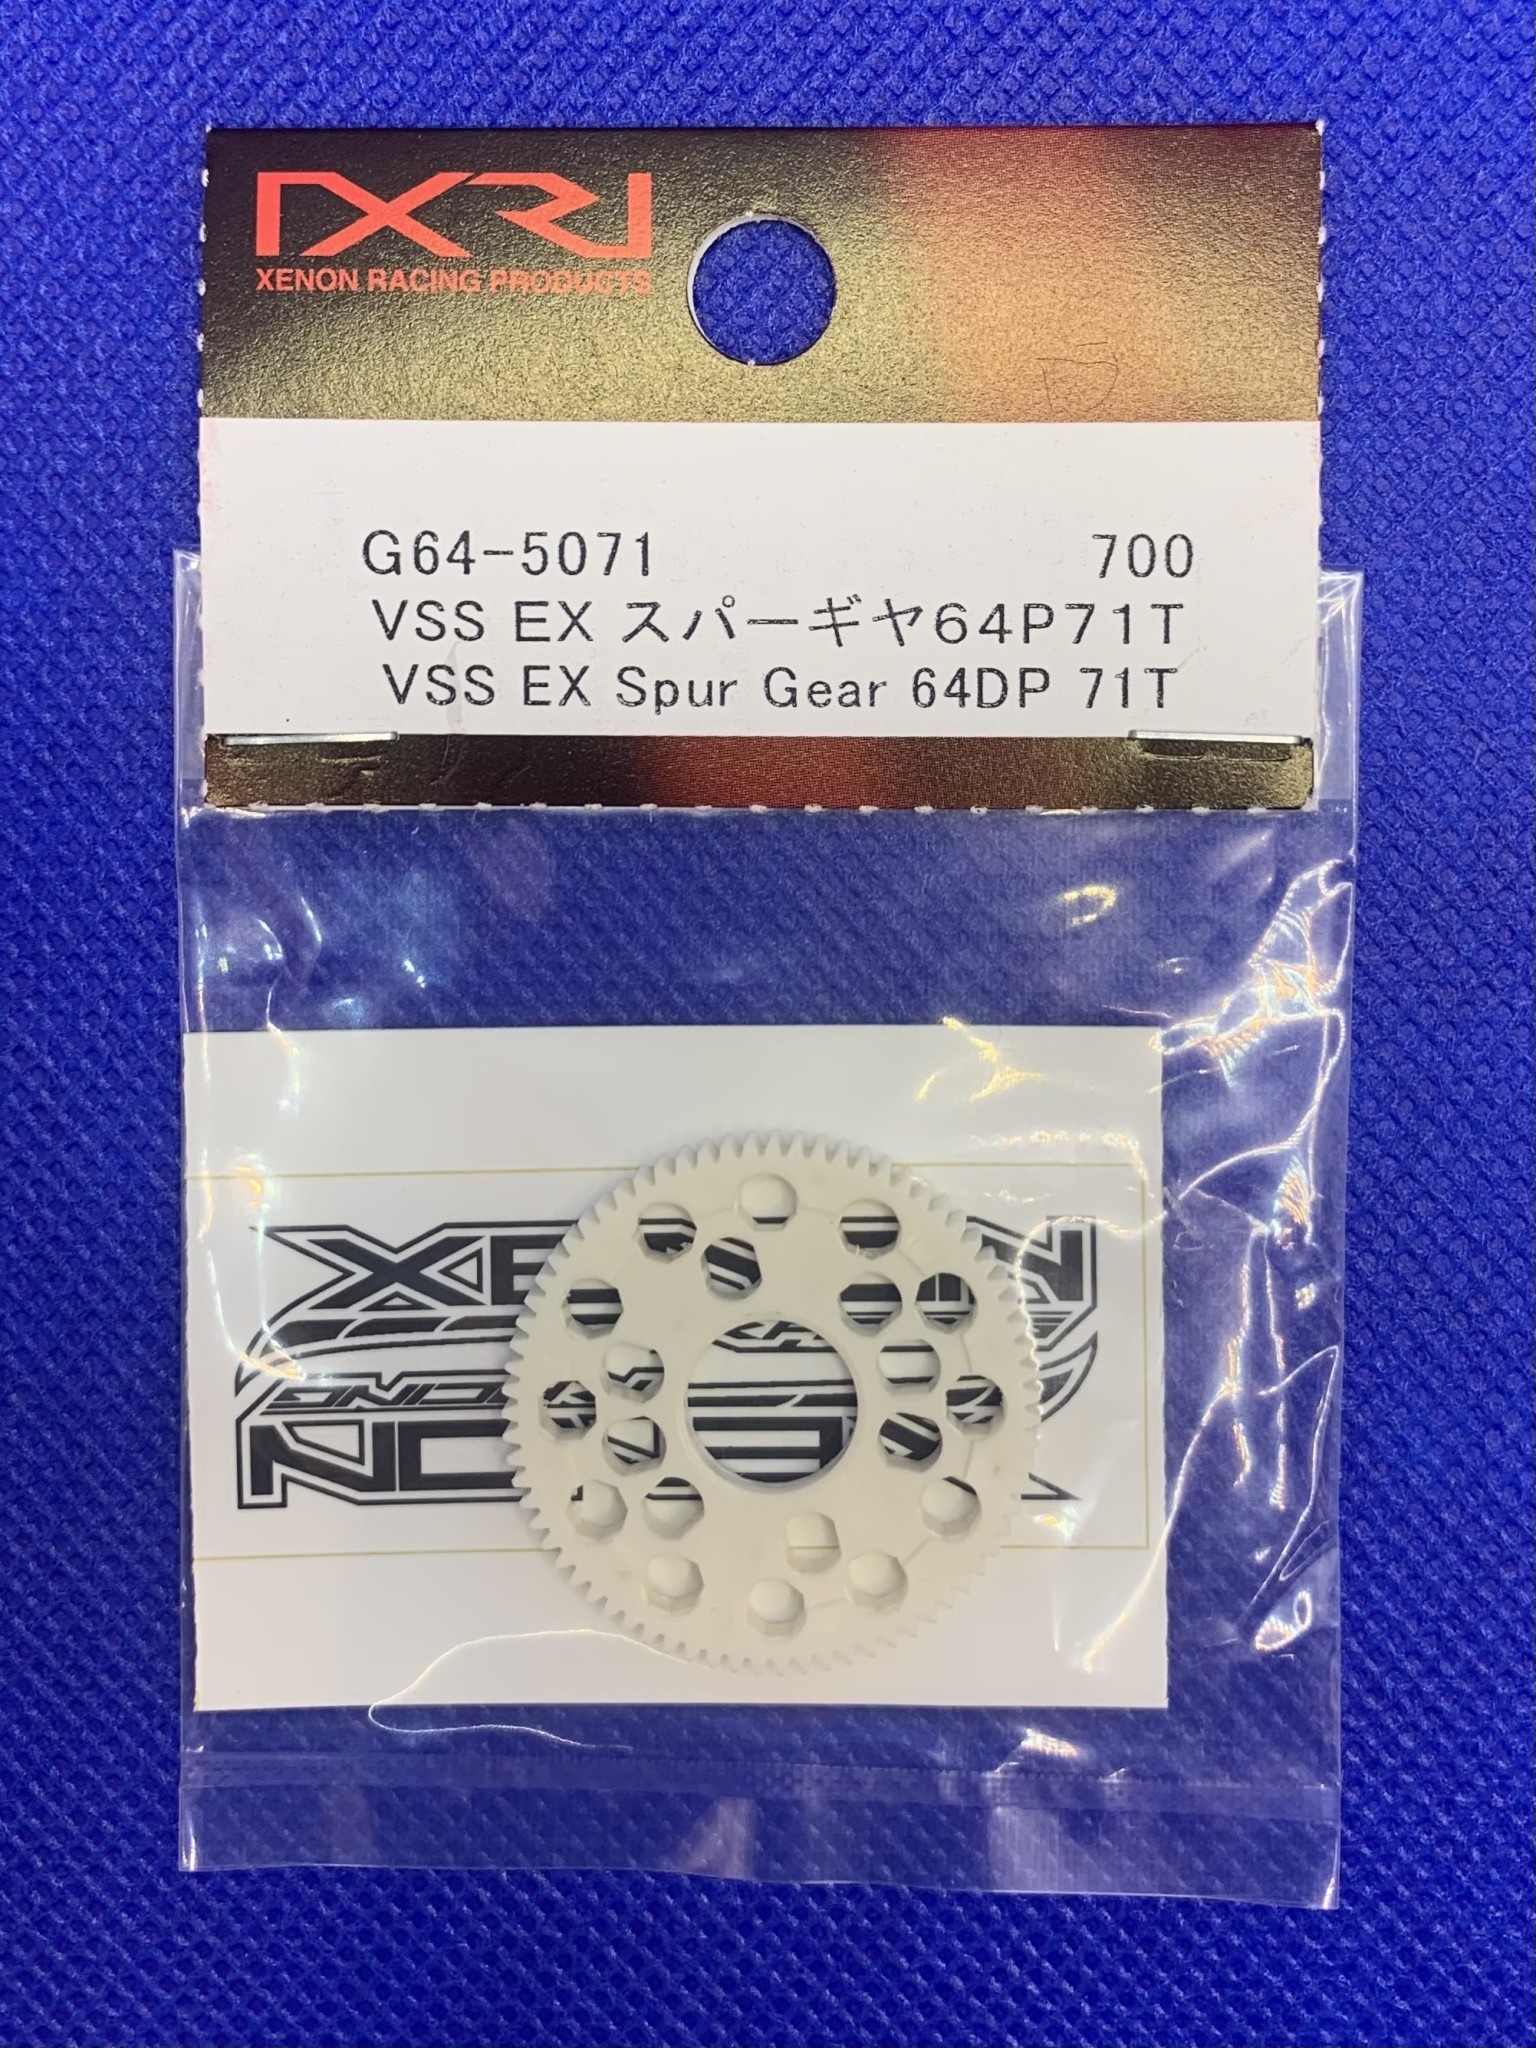 XRP
XENON RACING PRODUCTS
G64-5071 700
VSS EX スパーギヤ64P71T
VSS EX Spur Gear 64DP 71T